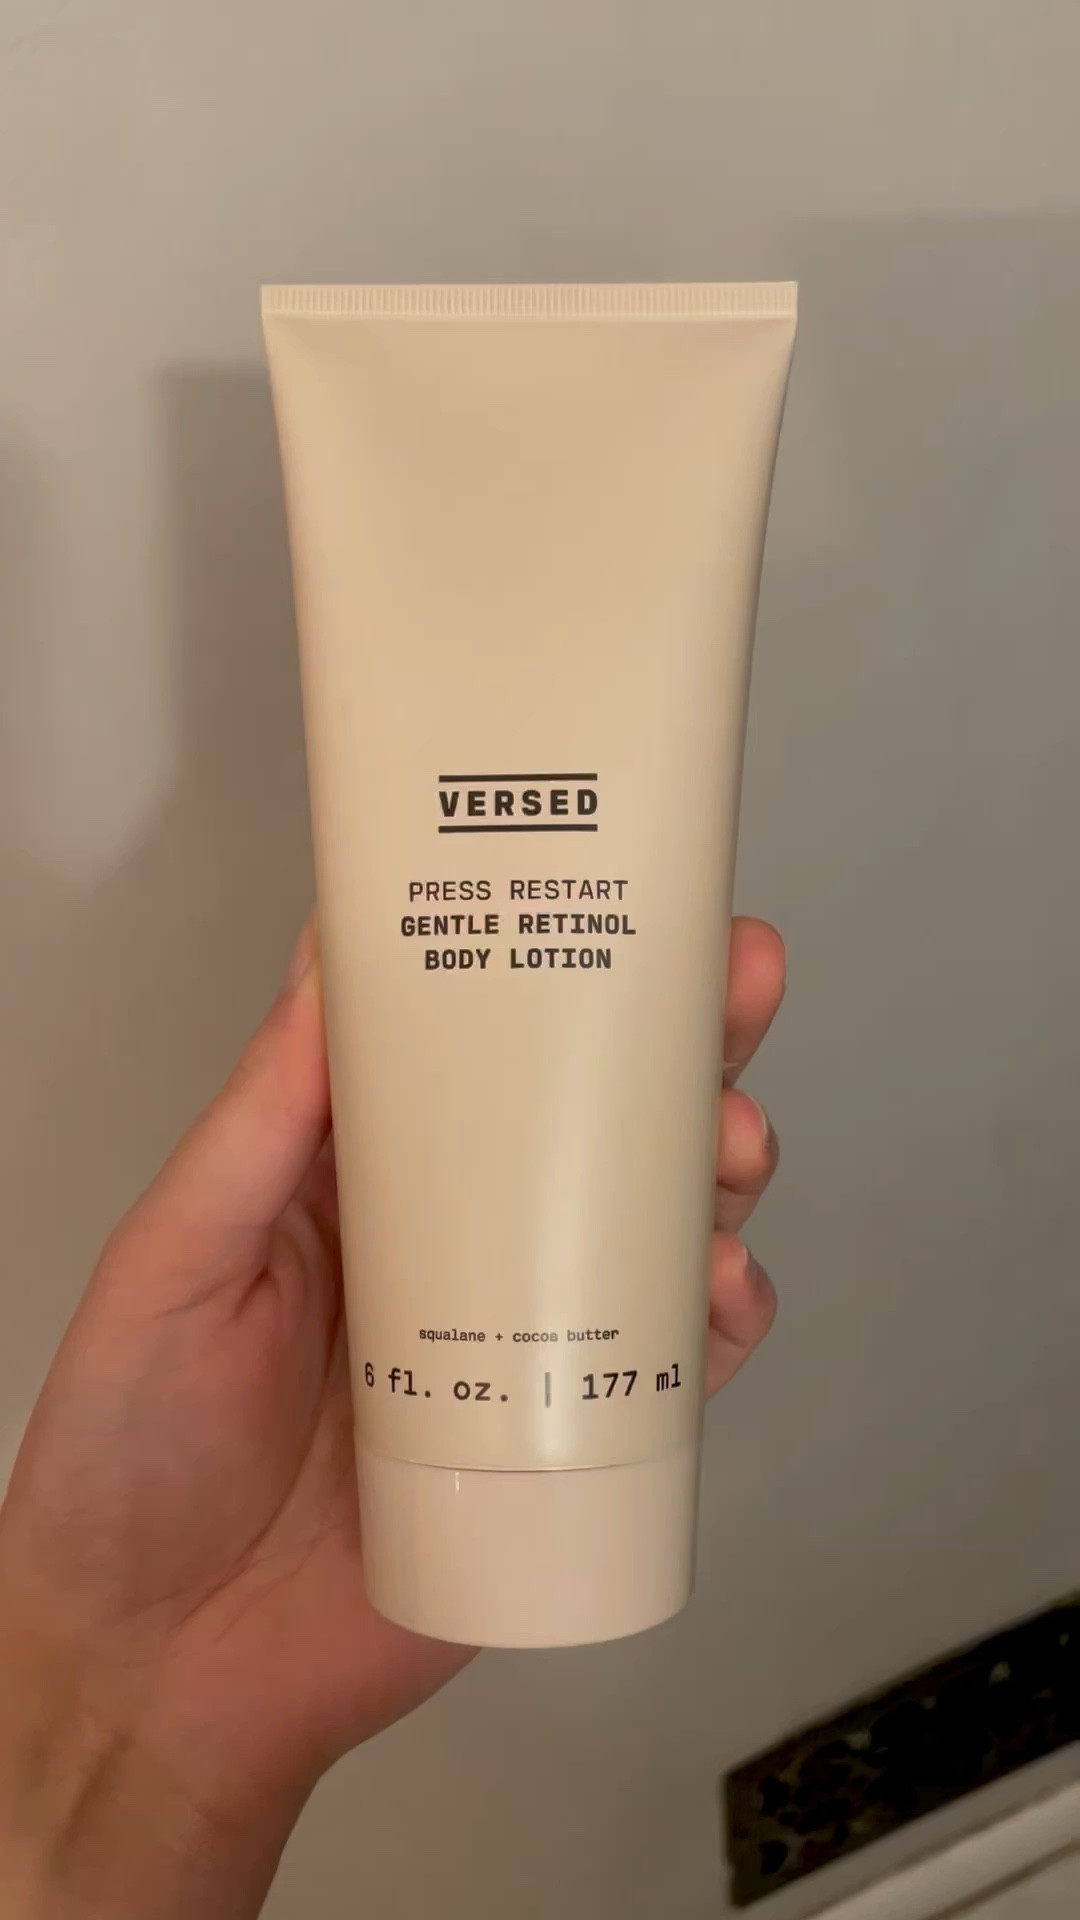 VERSED
PRESS RESTART
GENTLE RETINOL
BODY LOTION
squalane + cocoa butter
6 fl. oz. | 177 ml